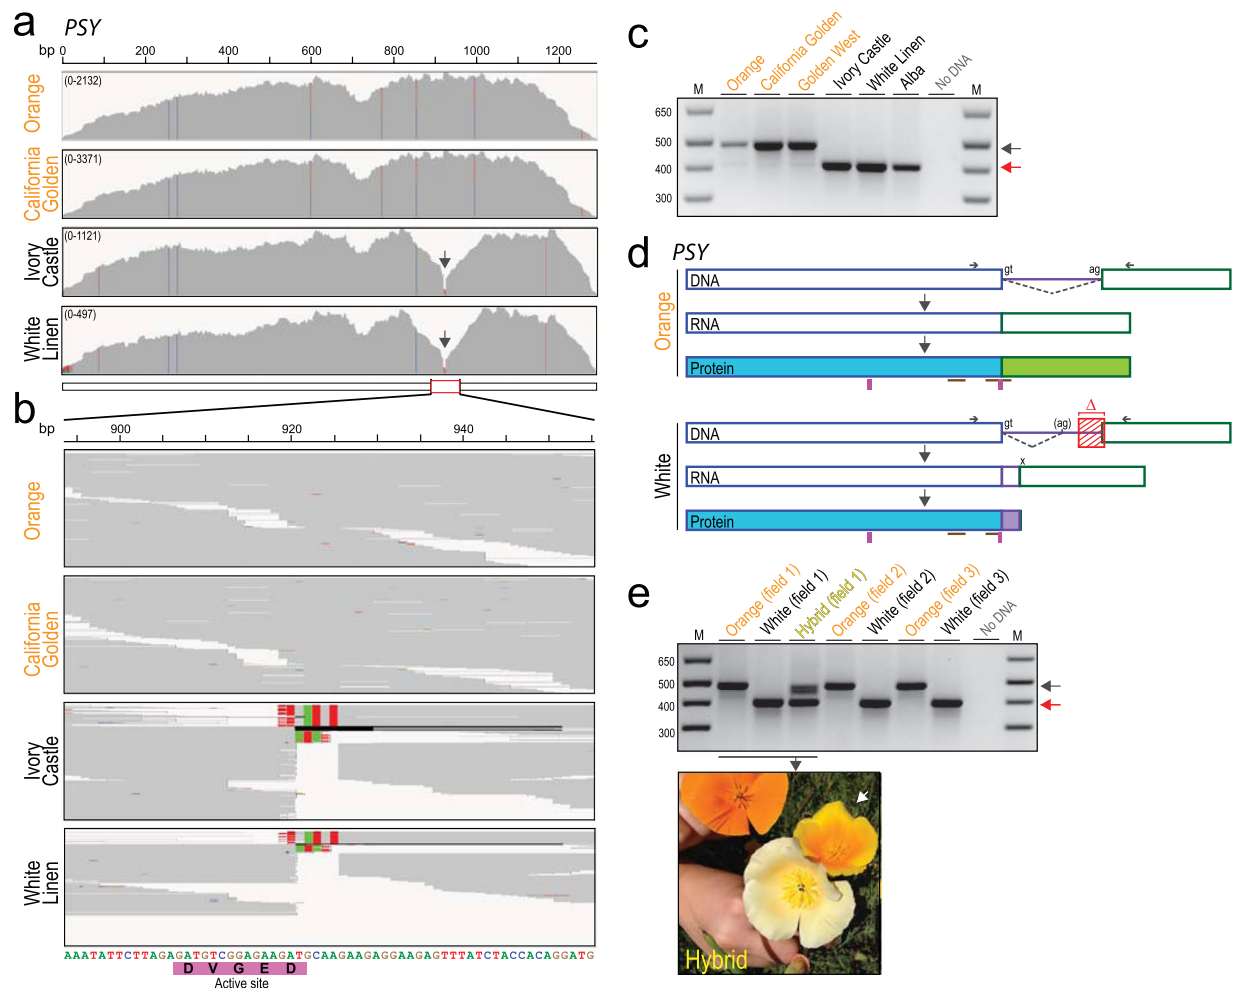 a
PSY
bp 0 200 400 600 800 1000 1200
Orange
(0-2132)
California
Golden
(0-3371)
Ivory
Castle
(0-1121)
White
Linen
(0-497)
b
bp 900 920 940
Orange
California
Golden
Ivory
Castle
White
Linen
AAATATTCTTAGAGATGTCGGAGAAGATGCAAGAAGAGGAAGAGTTTATCTACCACAGGATG
D V G E D
Active site
c
M Orange California Golden Golden West Ivory Castle White Linen Alba No DNA M
650
500
400
300
d
PSY
Orange
DNA gt ag
RNA
Protein
White
Δ
DNA gt (ag)
x
RNA
Protein
e
M Orange (field 1) White (field 1) Hybrid (field 1) Orange (field 2) White (field 2) Orange (field 3) White (field 3) No DNA M
650
500
400
300
Hybrid